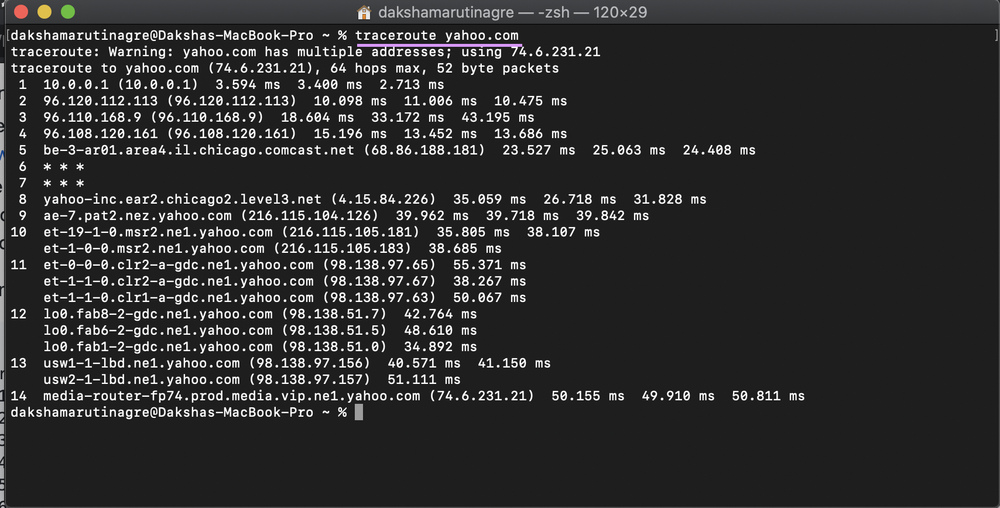 dakshamarutinagre — -zsh — 120×29
[dakshamarutinagre@Dakshas-MacBook-Pro ~ % traceroute yahoo.com ]
traceroute: Warning: yahoo.com has multiple addresses; using 74.6.231.21
traceroute to yahoo.com (74.6.231.21), 64 hops max, 52 byte packets
 1  10.0.0.1 (10.0.0.1)  3.594 ms  3.400 ms  2.713 ms
 2  96.120.112.113 (96.120.112.113)  10.098 ms  11.006 ms  10.475 ms
 3  96.110.168.9 (96.110.168.9)  18.604 ms  33.172 ms  43.195 ms
 4  96.108.120.161 (96.108.120.161)  15.196 ms  13.452 ms  13.686 ms
 5  be-3-ar01.area4.il.chicago.comcast.net (68.86.188.181)  23.527 ms  25.063 ms  24.408 ms
 6  * * *
 7  * * *
 8  yahoo-inc.ear2.chicago2.level3.net (4.15.84.226)  35.059 ms  26.718 ms  31.828 ms
 9  ae-7.pat2.nez.yahoo.com (216.115.104.126)  39.962 ms  39.718 ms  39.842 ms
10  et-19-1-0.msr2.ne1.yahoo.com (216.115.105.181)  35.805 ms  38.107 ms
    et-1-0-0.msr2.ne1.yahoo.com (216.115.105.183)  38.685 ms
11  et-0-0-0.clr2-a-gdc.ne1.yahoo.com (98.138.97.65)  55.371 ms
    et-1-1-0.clr2-a-gdc.ne1.yahoo.com (98.138.97.67)  38.267 ms
    et-1-1-0.clr1-a-gdc.ne1.yahoo.com (98.138.97.63)  50.067 ms
12  lo0.fab8-2-gdc.ne1.yahoo.com (98.138.51.7)  42.764 ms
    lo0.fab6-2-gdc.ne1.yahoo.com (98.138.51.5)  48.610 ms
    lo0.fab1-2-gdc.ne1.yahoo.com (98.138.51.0)  34.892 ms
13  usw1-1-lbd.ne1.yahoo.com (98.138.97.156)  40.571 ms  41.150 ms
    usw2-1-lbd.ne1.yahoo.com (98.138.97.157)  51.111 ms
14  media-router-fp74.prod.media.vip.ne1.yahoo.com (74.6.231.21)  50.155 ms  49.910 ms  50.811 ms
dakshamarutinagre@Dakshas-MacBook-Pro ~ %